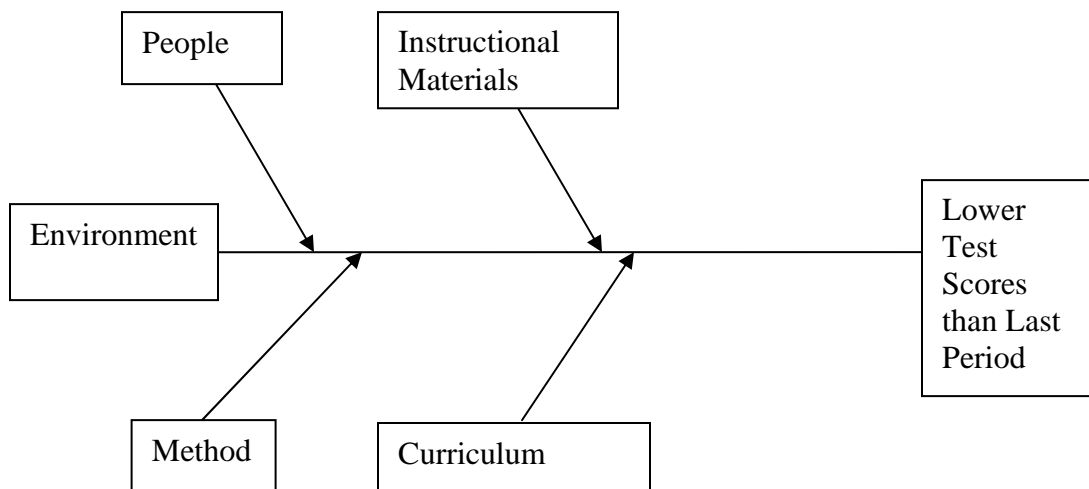 People
Instructional
Materials
Environment
Lower
Test
Scores
than Last
Period
Method
Curriculum